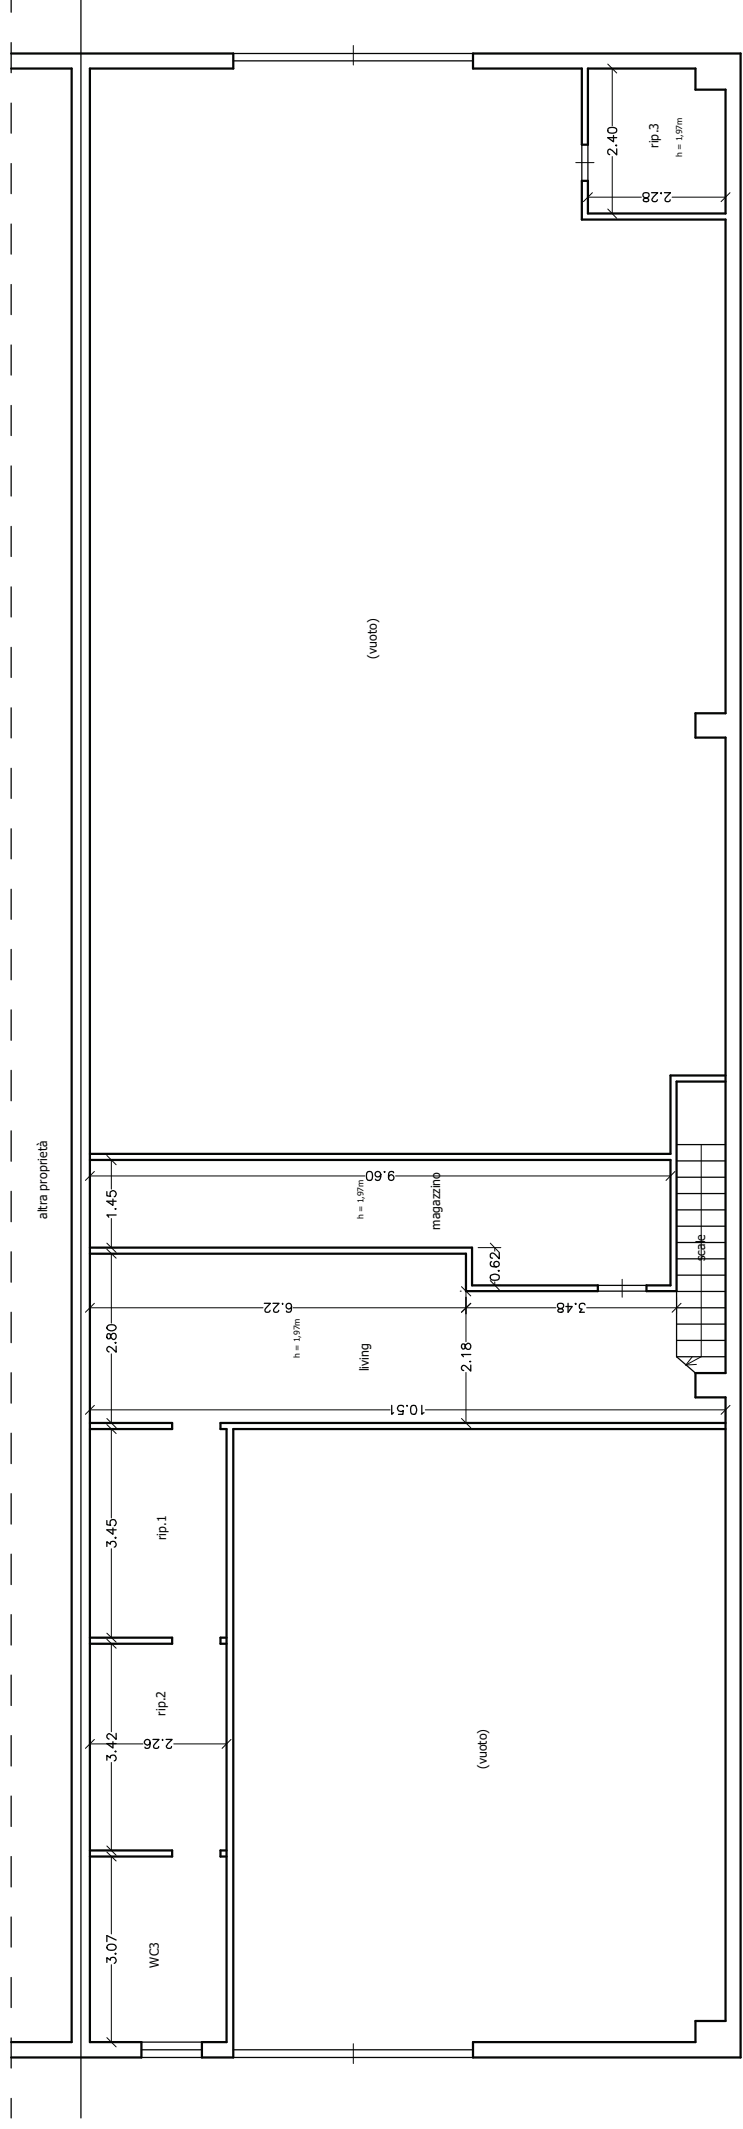 2.40
rip.3
h = 1,97m
2.28
(vuoto)
altra proprietà
9.60
h = 1,97m
magazzino
1.45
0.62
scale
6.22
3.48
h = 1,97m
2.80
living
2.18
10.51
3.45
rip.1
rip.2
3.42
2.26
(vuoto)
3.07
WC3